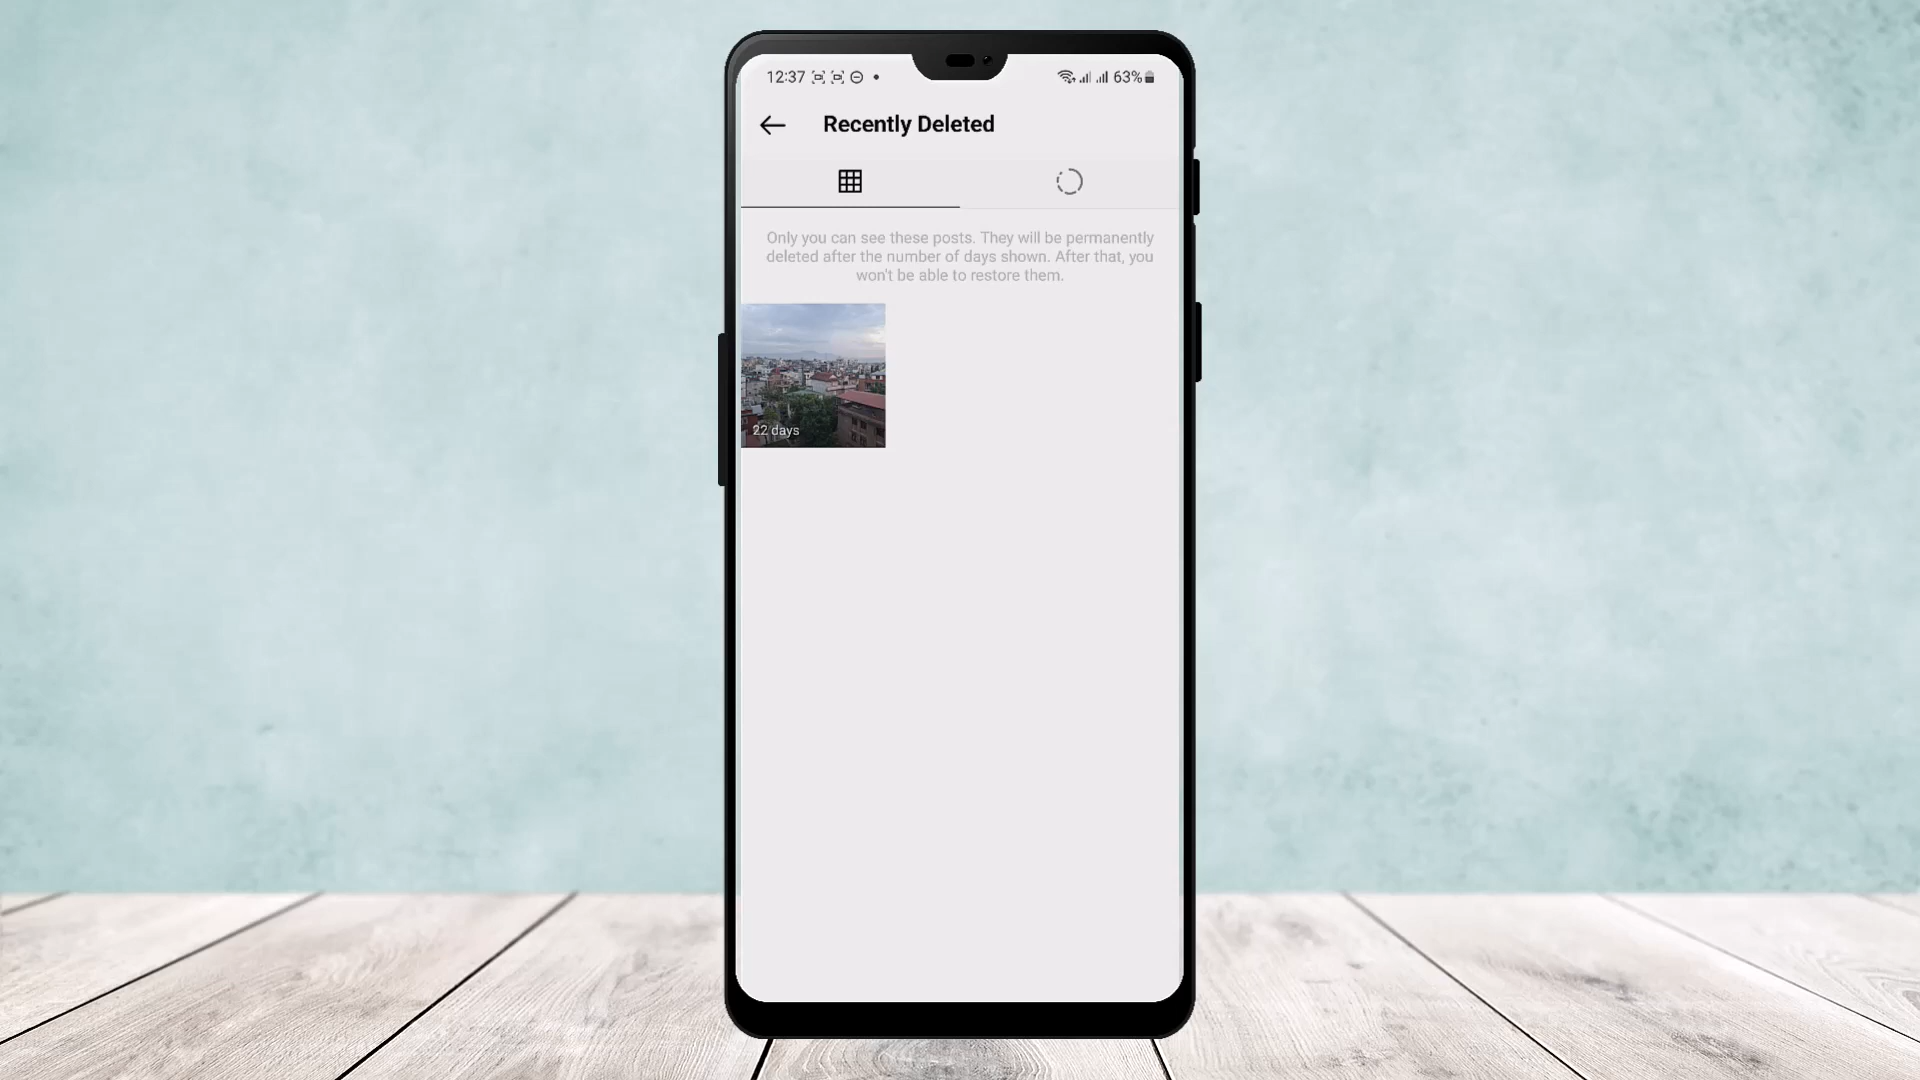 12:37
63%
Recently Deleted
Only you can see these posts. They will be permanently
deleted after the number of days shown. After that, you
won't be able to restore them.
22 days